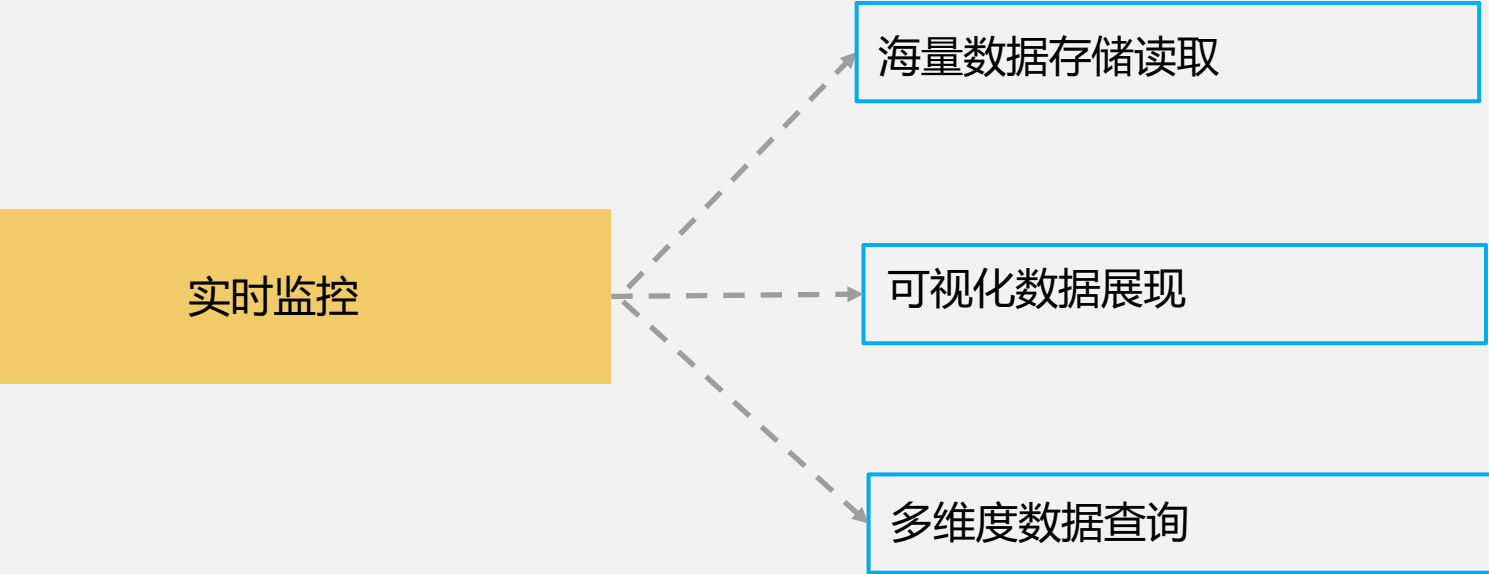 海量数据存储读取
实时监控
可视化数据展现
多维度数据查询